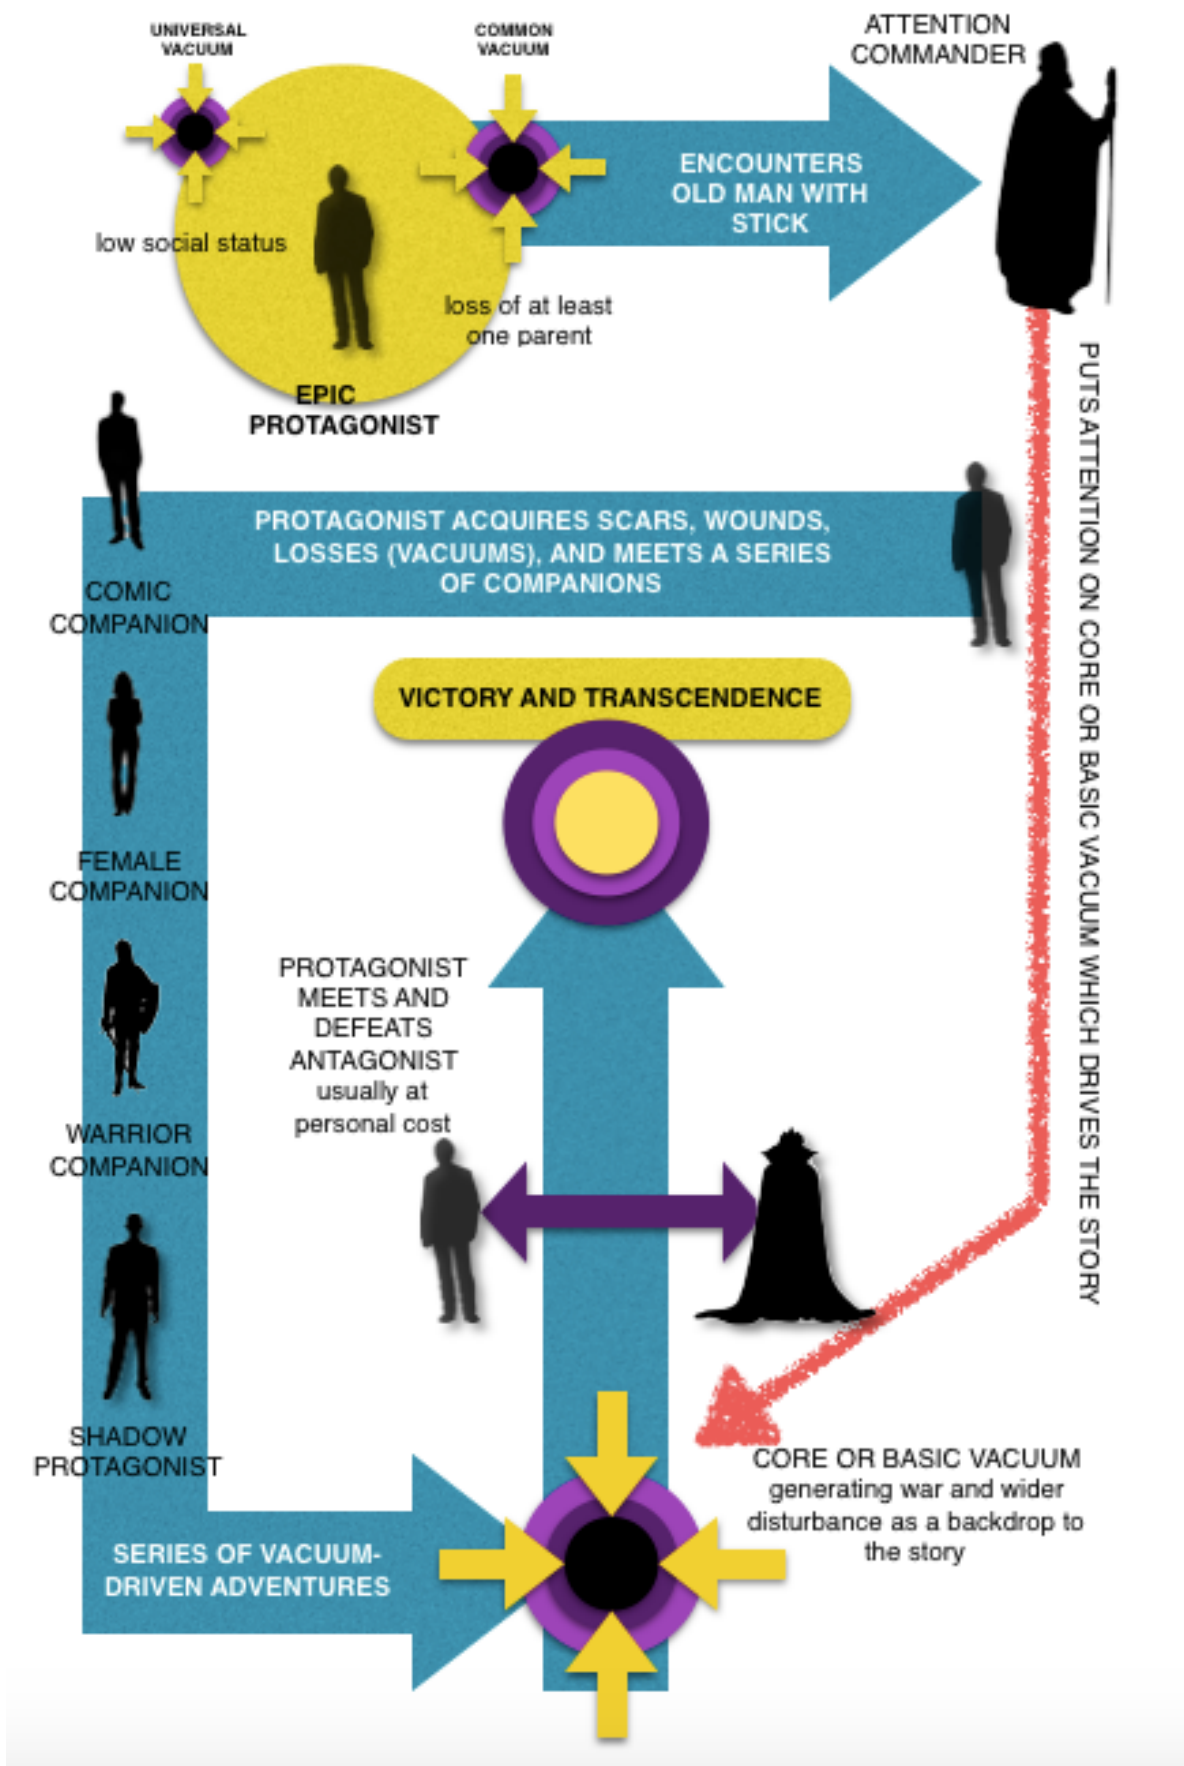 UNIVERSAL
VACUUM
COMMON
VACUUM
ATTENTION
COMMANDER
ENCOUNTERS
OLD MAN WITH
STICK
low social status
loss of at least
one parent
EPIC
PROTAGONIST
PUTS ATTENTION ON CORE OR BASIC VACUUM WHICH DRIVES THE STORY
PROTAGONIST ACQUIRES SCARS, WOUNDS,
LOSSES (VACUUMS), AND MEETS A SERIES
OF COMPANIONS
COMIC
COMPANION
FEMALE
COMPANION
WARRIOR
COMPANION
SHADOW
PROTAGONIST
VICTORY AND TRANSCENDENCE
PROTAGONIST
MEETS AND
DEFEATS
ANTAGONIST
usually at
personal cost
CORE OR BASIC VACUUM
generating war and wider
disturbance as a backdrop to
the story
SERIES OF VACUUM-
DRIVEN ADVENTURES